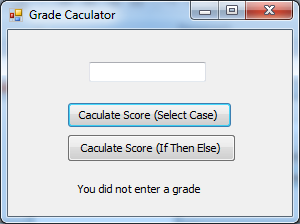 Grade Caculator
Caculate Score (Select Case)
Caculate Score (If Then Else)
You did not enter a grade